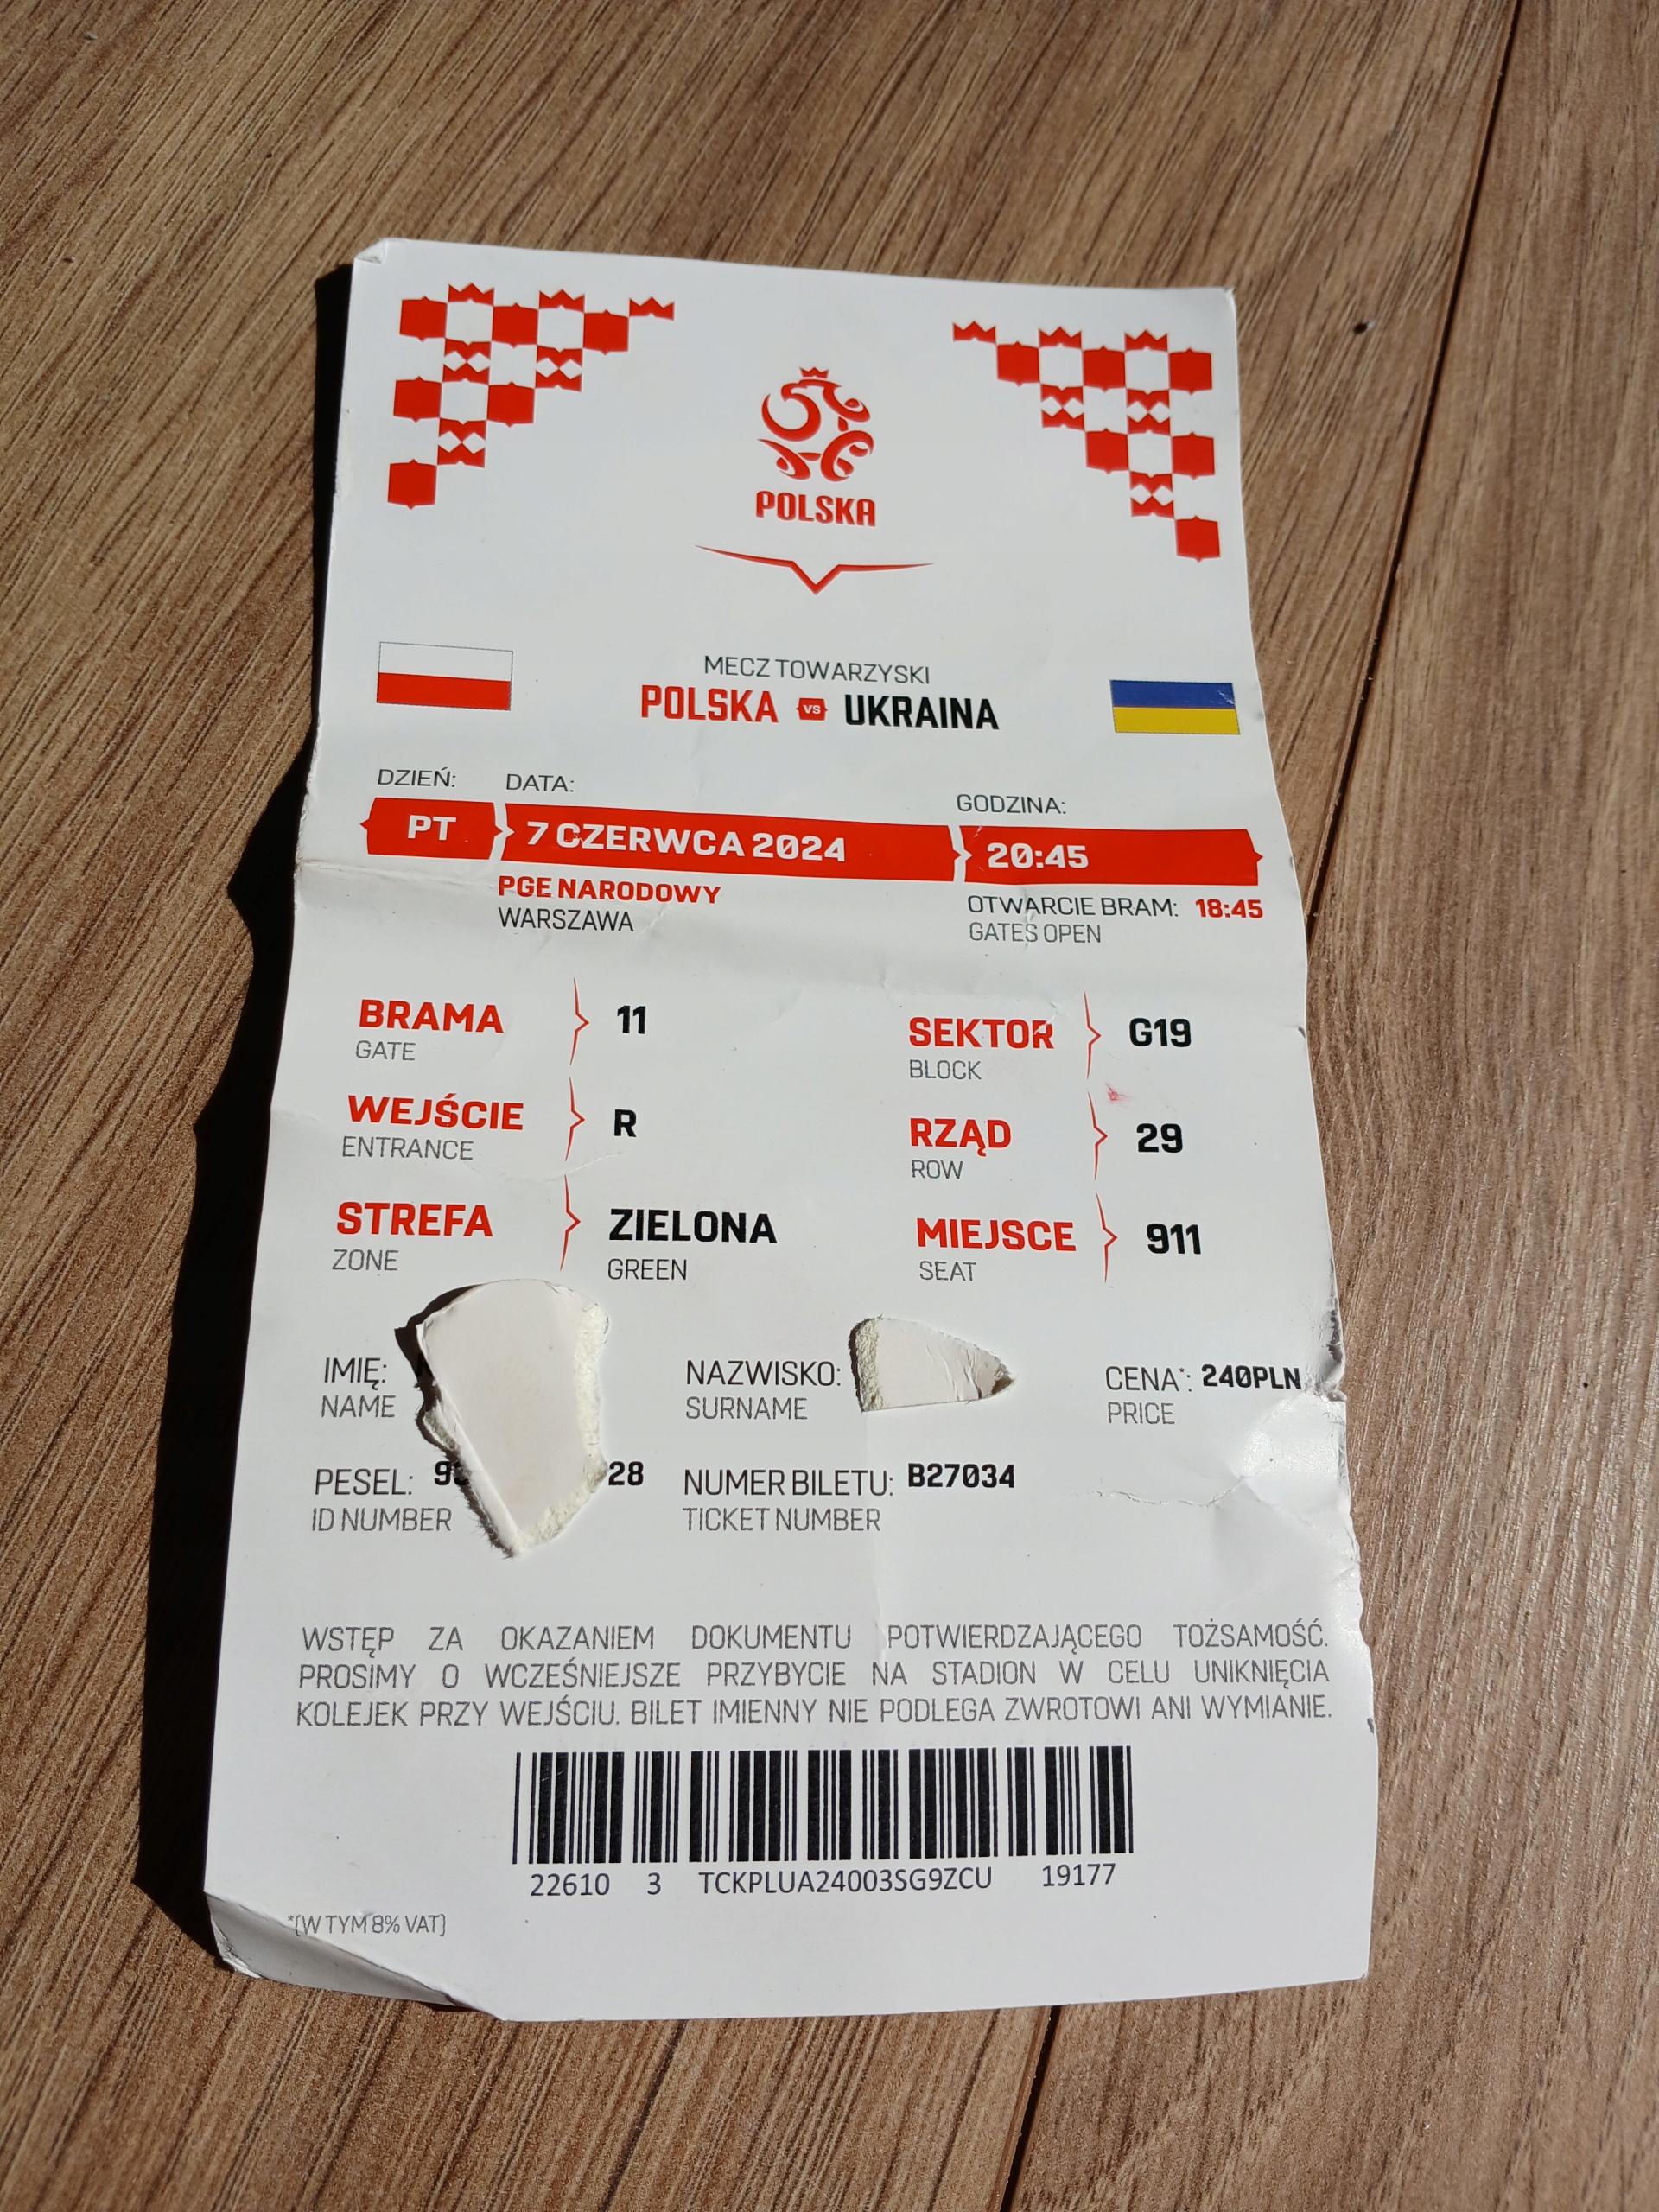 POLSKA
MECZ TOWARZYSKI
POLSKA VS UKRAINA
DZIEŃ: DATA: GODZINA:
PT 7 CZERWCA 2024 20:45
PGE NARODOWY OTWARCIE BRAM: 18:45
WARSZAWA GATES OPEN
BRAMA 11 SEKTOR G19
GATE BLOCK
WEJŚCIE R RZĄD 29
ENTRANCE ROW
STREFA ZIELONA MIEJSCE 911
ZONE GREEN SEAT
IMIĘ: NAZWISKO: CENA*: 240PLN
NAME SURNAME PRICE
PESEL: 9 28 NUMER BILETU: B27034
ID NUMBER TICKET NUMBER
WSTĘP ZA OKAZANIEM DOKUMENTU POTWIERDZAJĄCEGO TOŻSAMOŚĆ.
PROSIMY O WCZEŚNIEJSZE PRZYBYCIE NA STADION W CELU UNIKNIĘCIA
KOLEJEK PRZY WEJŚCIU. BILET IMIENNY NIE PODLEGA ZWROTOWI ANI WYMIANIE.
22610 3 TCKPLUA24003SG9ZCU 19177
*(W TYM 8% VAT)